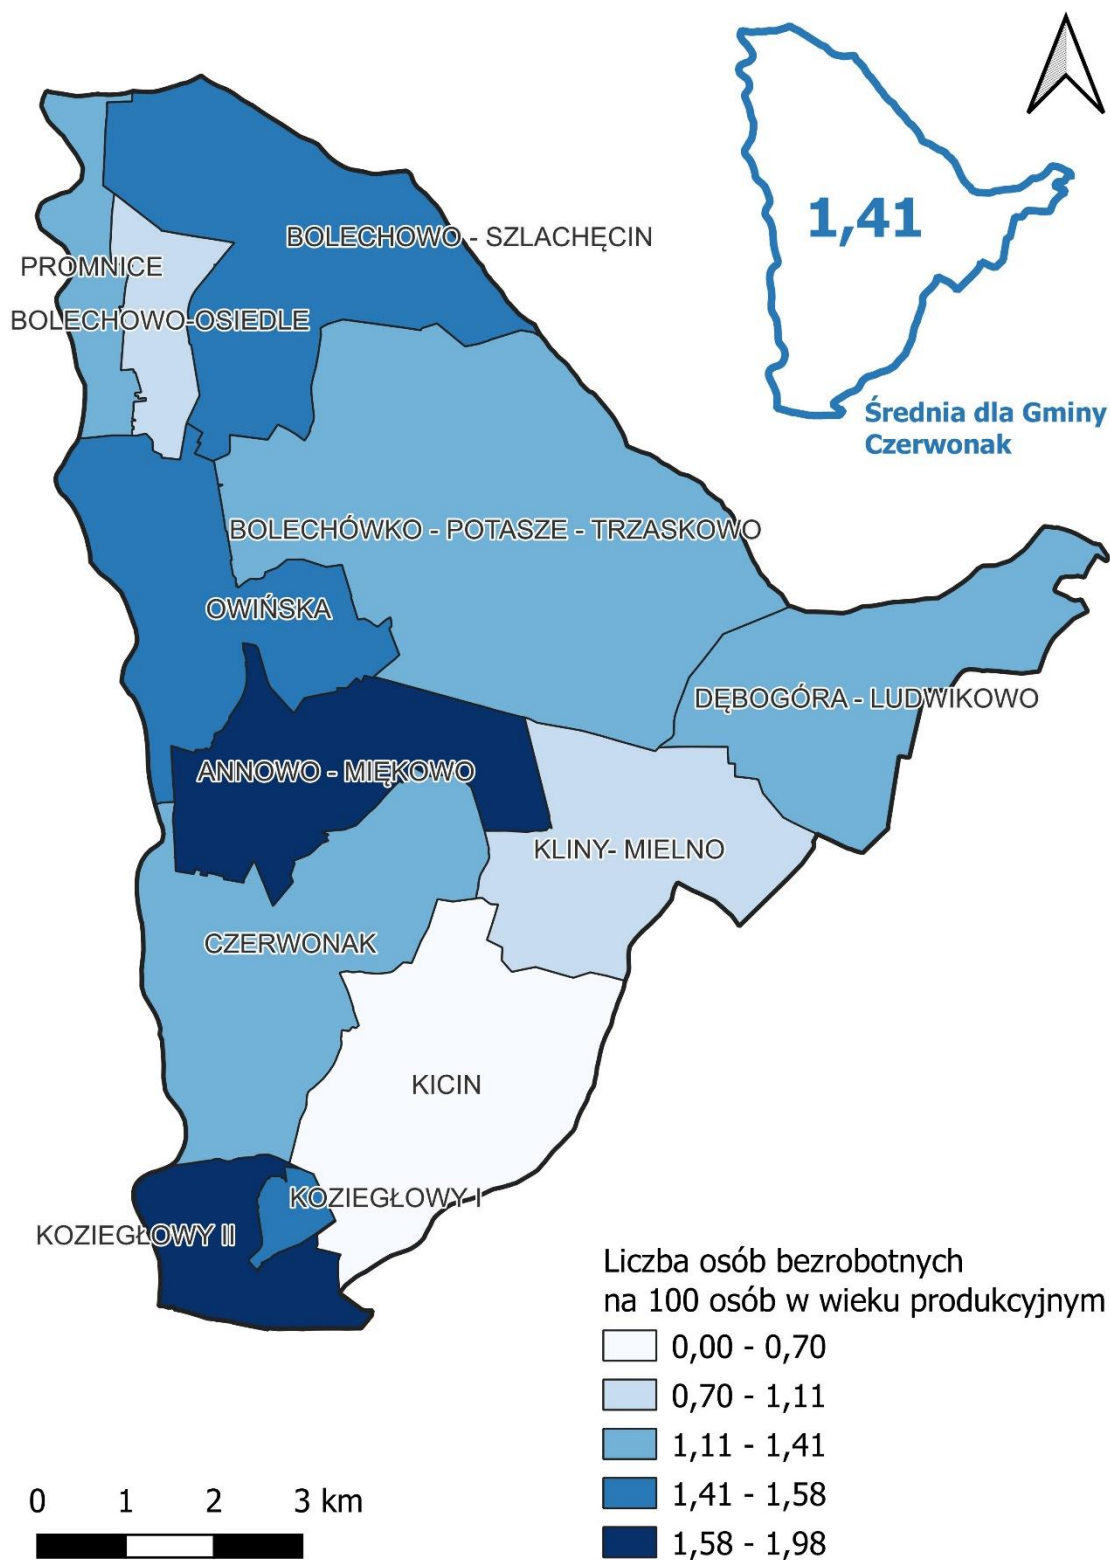 1,41
Średnia dla Gminy
Czerwonak
BOLECHOWO - SZLACHĘCIN
PROMNICE
BOLECHOWO-OSIEDLE
BOLECHÓWKO - POTASZE - TRZASKOWO
OWIŃSKA
DĘBOGÓRA - LUDWIKOWO
ANNOWO - MIĘKOWO
KLINY- MIELNO
CZERWONAK
KICIN
KOZIEGŁOWY I
KOZIEGŁOWY II
Liczba osób bezrobotnych
na 100 osób w wieku produkcyjnym
0,00 - 0,70
0,70 - 1,11
1,11 - 1,41
1,41 - 1,58
1,58 - 1,98
0 1 2 3 km